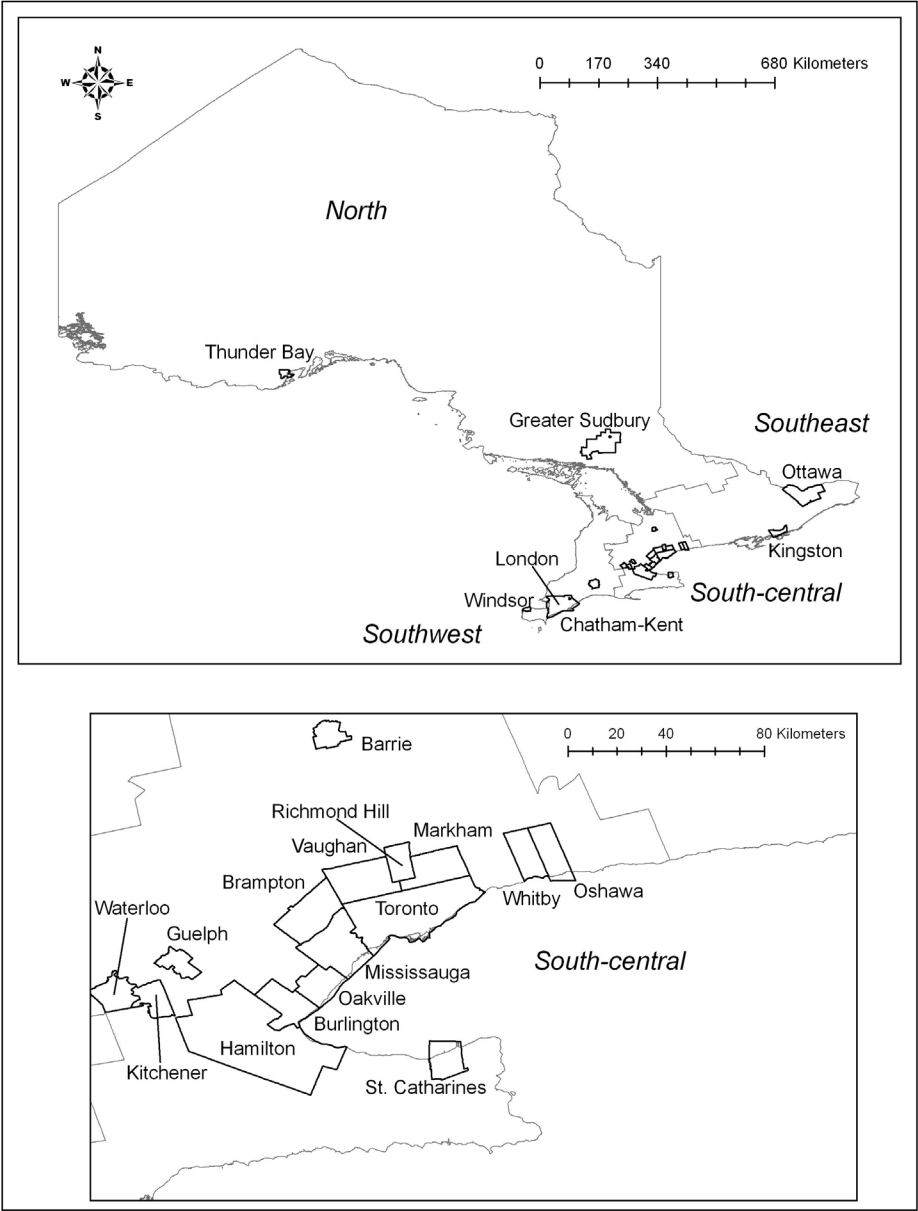 N
W E
S
0 170 340 680 Kilometers
North
Thunder Bay
Greater Sudbury
Southeast
Ottawa
Kingston
London
South-central
Windsor
Chatham-Kent
Southwest
0 20 40 80 Kilometers
Barrie
Richmond Hill
Markham
Vaughan
Brampton
Whitby
Oshawa
Waterloo
Toronto
Guelph
South-central
Mississauga
Oakville
Burlington
Hamilton
Kitchener
St. Catharines